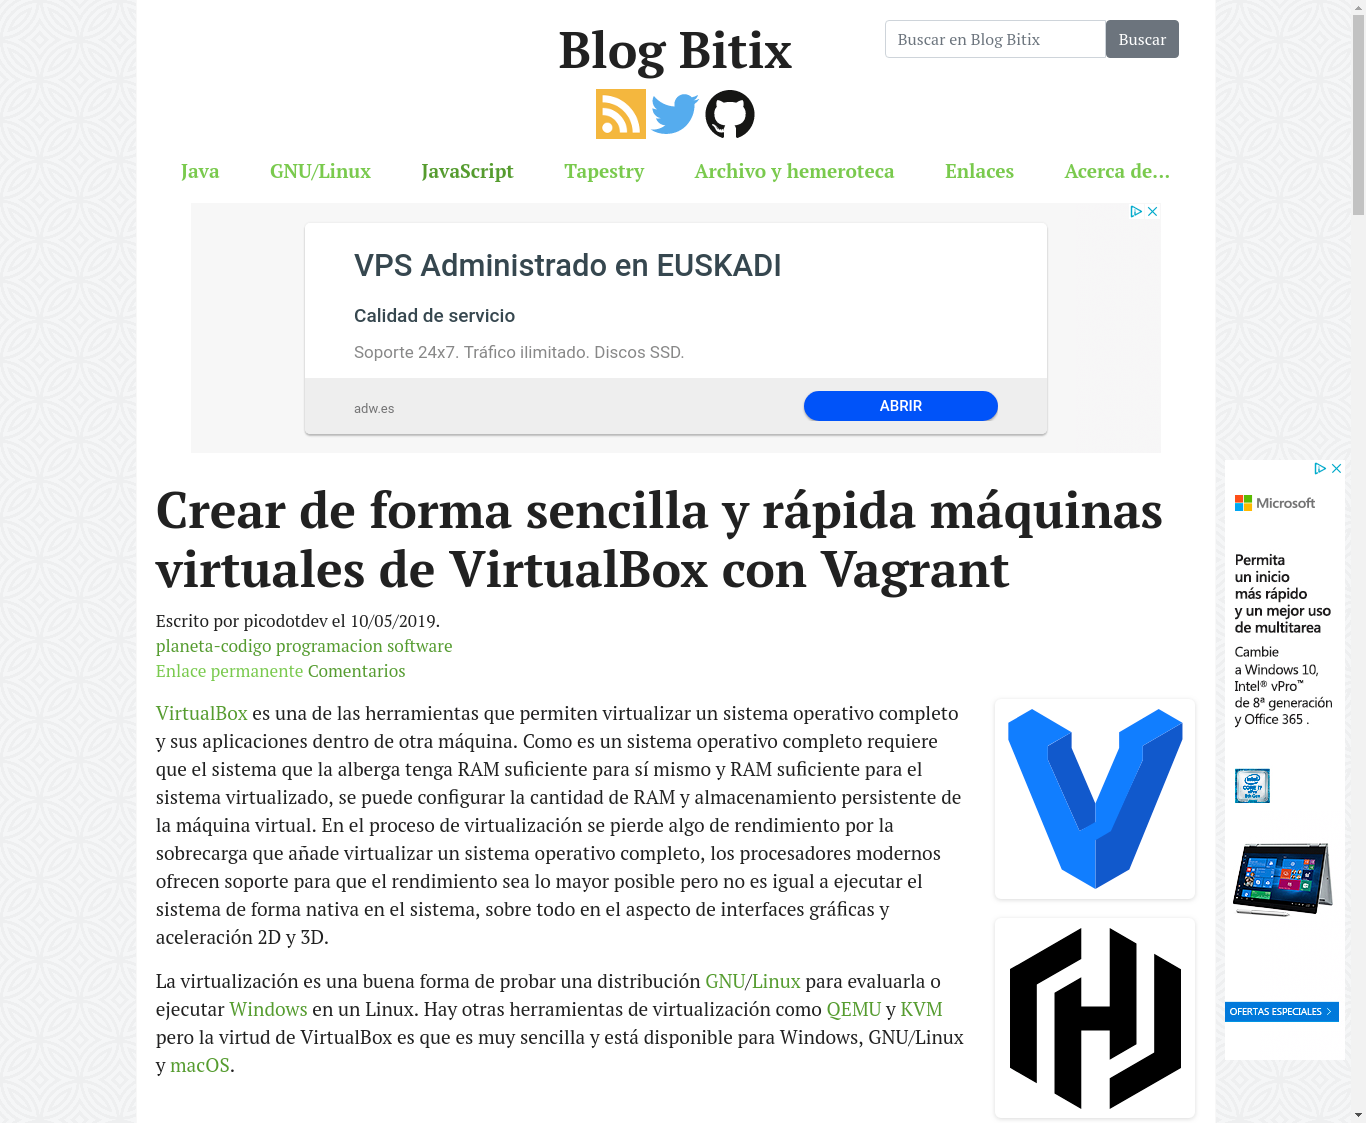 Blog Bitix
Buscar en Blog Bitix
Buscar
Java
GNU/Linux
JavaScript
Tapestry
Archivo y hemeroteca
Enlaces
Acerca de...
VPS Administrado en EUSKADI
Calidad de servicio
Soporte 24x7. Tráfico ilimitado. Discos SSD.
adw.es
ABRIR
Crear de forma sencilla y rápida máquinas
virtuales de VirtualBox con Vagrant
Escrito por picodotdev el 10/05/2019.
planeta-codigo programacion software
Enlace permanente Comentarios
VirtualBox es una de las herramientas que permiten virtualizar un sistema operativo completo
y sus aplicaciones dentro de otra máquina. Como es un sistema operativo completo requiere
que el sistema que la alberga tenga RAM suficiente para sí mismo y RAM suficiente para el
sistema virtualizado, se puede configurar la cantidad de RAM y almacenamiento persistente de
la máquina virtual. En el proceso de virtualización se pierde algo de rendimiento por la
sobrecarga que añade virtualizar un sistema operativo completo, los procesadores modernos
ofrecen soporte para que el rendimiento sea lo mayor posible pero no es igual a ejecutar el
sistema de forma nativa en el sistema, sobre todo en el aspecto de interfaces gráficas y
aceleración 2D y 3D.
La virtualización es una buena forma de probar una distribución GNU/Linux para evaluarla o
ejecutar Windows en un Linux. Hay otras herramientas de virtualización como QEMU y KVM
pero la virtud de VirtualBox es que es muy sencilla y está disponible para Windows, GNU/Linux
y macOS.
Microsoft
Permita
un inicio
más rápido
y un mejor uso
de multitarea
Cambie
a Windows 10,
Intel® vPro™
de 8ª generación
y Office 365 .
OFERTAS ESPECIALES